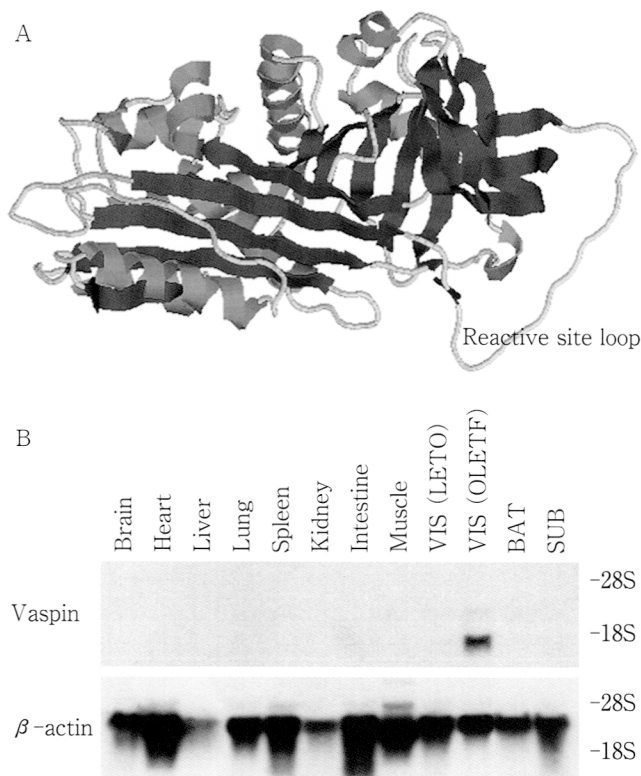 A
Reactive site loop
B
Brain
Heart
Liver
Lung
Spleen
Kidney
Intestine
Muscle
VIS (LETO)
VIS (OLETF)
BAT
SUB
Vaspin
-28S
-18S
β-actin
-28S
-18S